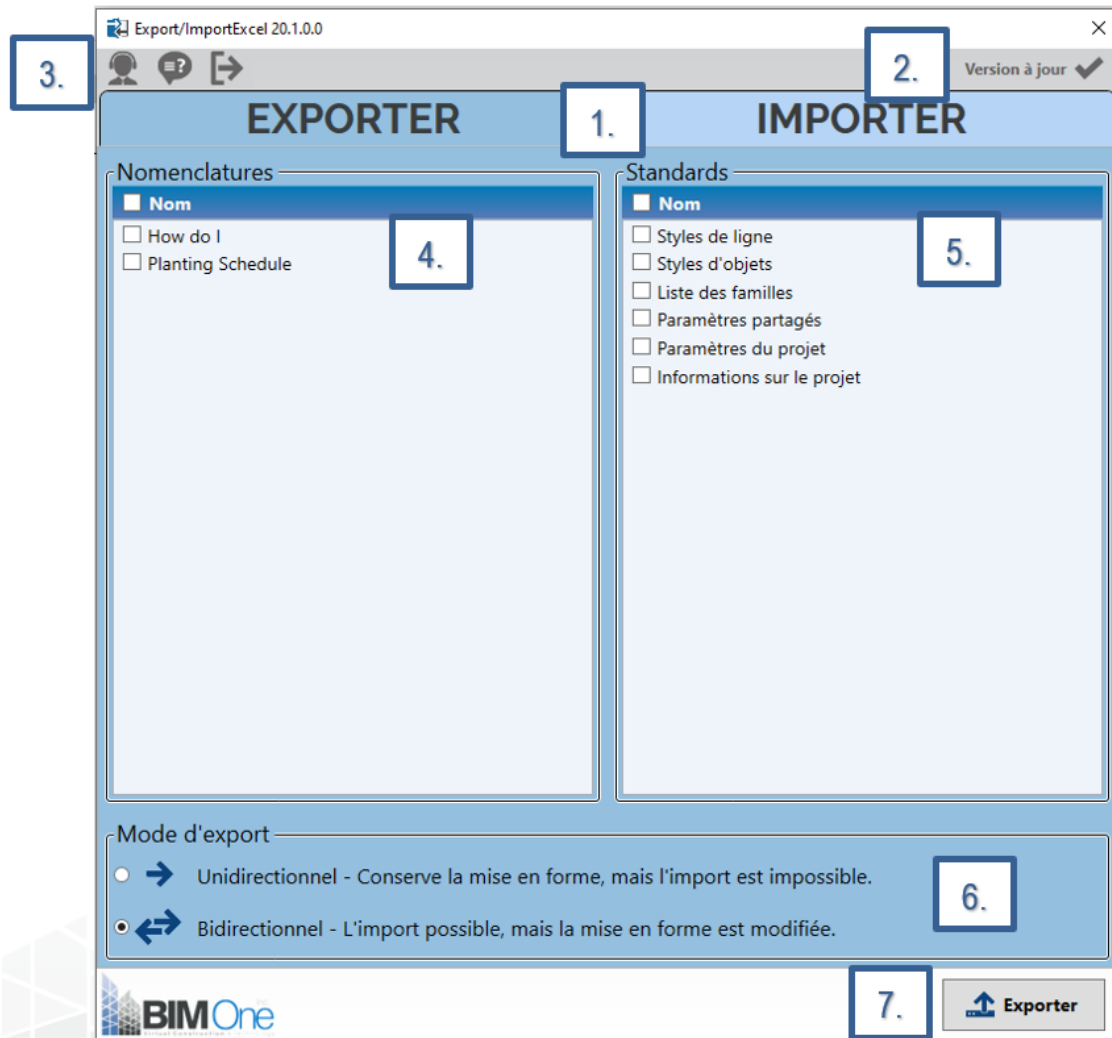 Export/ImportExcel 20.1.0.0
3.
2.
Version à jour
EXPORTER
1.
IMPORTER
Nomenclatures
Nom
How do I
Planting Schedule
4.
Standards
Nom
Styles de ligne
Styles d'objets
Liste des familles
Paramètres partagés
Paramètres du projet
Informations sur le projet
5.
Mode d'export
Unidirectionnel - Conserve la mise en forme, mais l'import est impossible.
Bidirectionnel - L'import possible, mais la mise en forme est modifiée.
6.
BIMOne
7.
Exporter